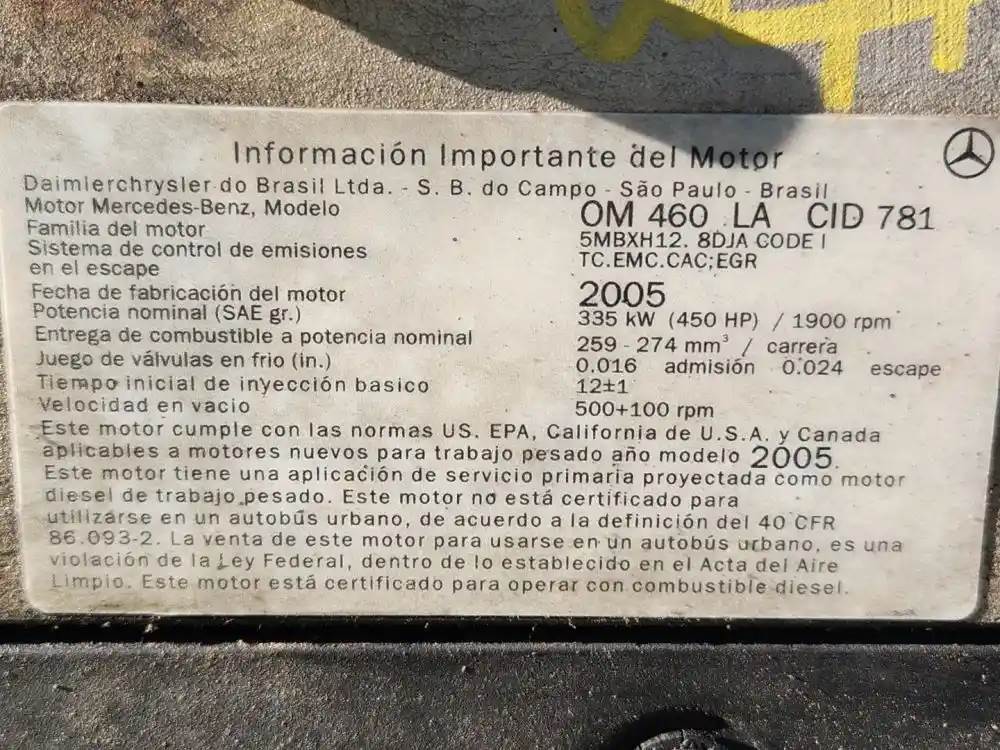 Información Importante del Motor
Daimlerchrysler do Brasil Ltda. - S. B. do Campo - São Paulo - Brasil
Motor Mercedes-Benz, Modelo OM 460 LA CID 781
Familia del motor 5MBXH12. 8DJA CODE I
Sistema de control de emisiones
en el escape TC.EMC.CAC;EGR
Fecha de fabricación del motor 2005
Potencia nominal (SAE gr.) 335 kW (450 HP) / 1900 rpm
Entrega de combustible a potencia nominal 259 - 274 mm³ / carrera
Juego de válvulas en frio (in.) 0.016 admisión 0.024 escape
Tiempo inicial de inyección basico 12±1
Velocidad en vacio 500+100 rpm
Este motor cumple con las normas US. EPA, California de U.S.A. y Canada
aplicables a motores nuevos para trabajo pesado año modelo 2005.
Este motor tiene una aplicación de servicio primaria proyectada como motor
diesel de trabajo pesado. Este motor no está certificado para
utilizarse en un autobús urbano, de acuerdo a la definición del 40 CFR
86.093-2. La venta de este motor para usarse en un autobús urbano, es una
violación de la Ley Federal, dentro de lo establecido en el Acta del Aire
Limpio. Este motor está certificado para operar con combustible diesel.